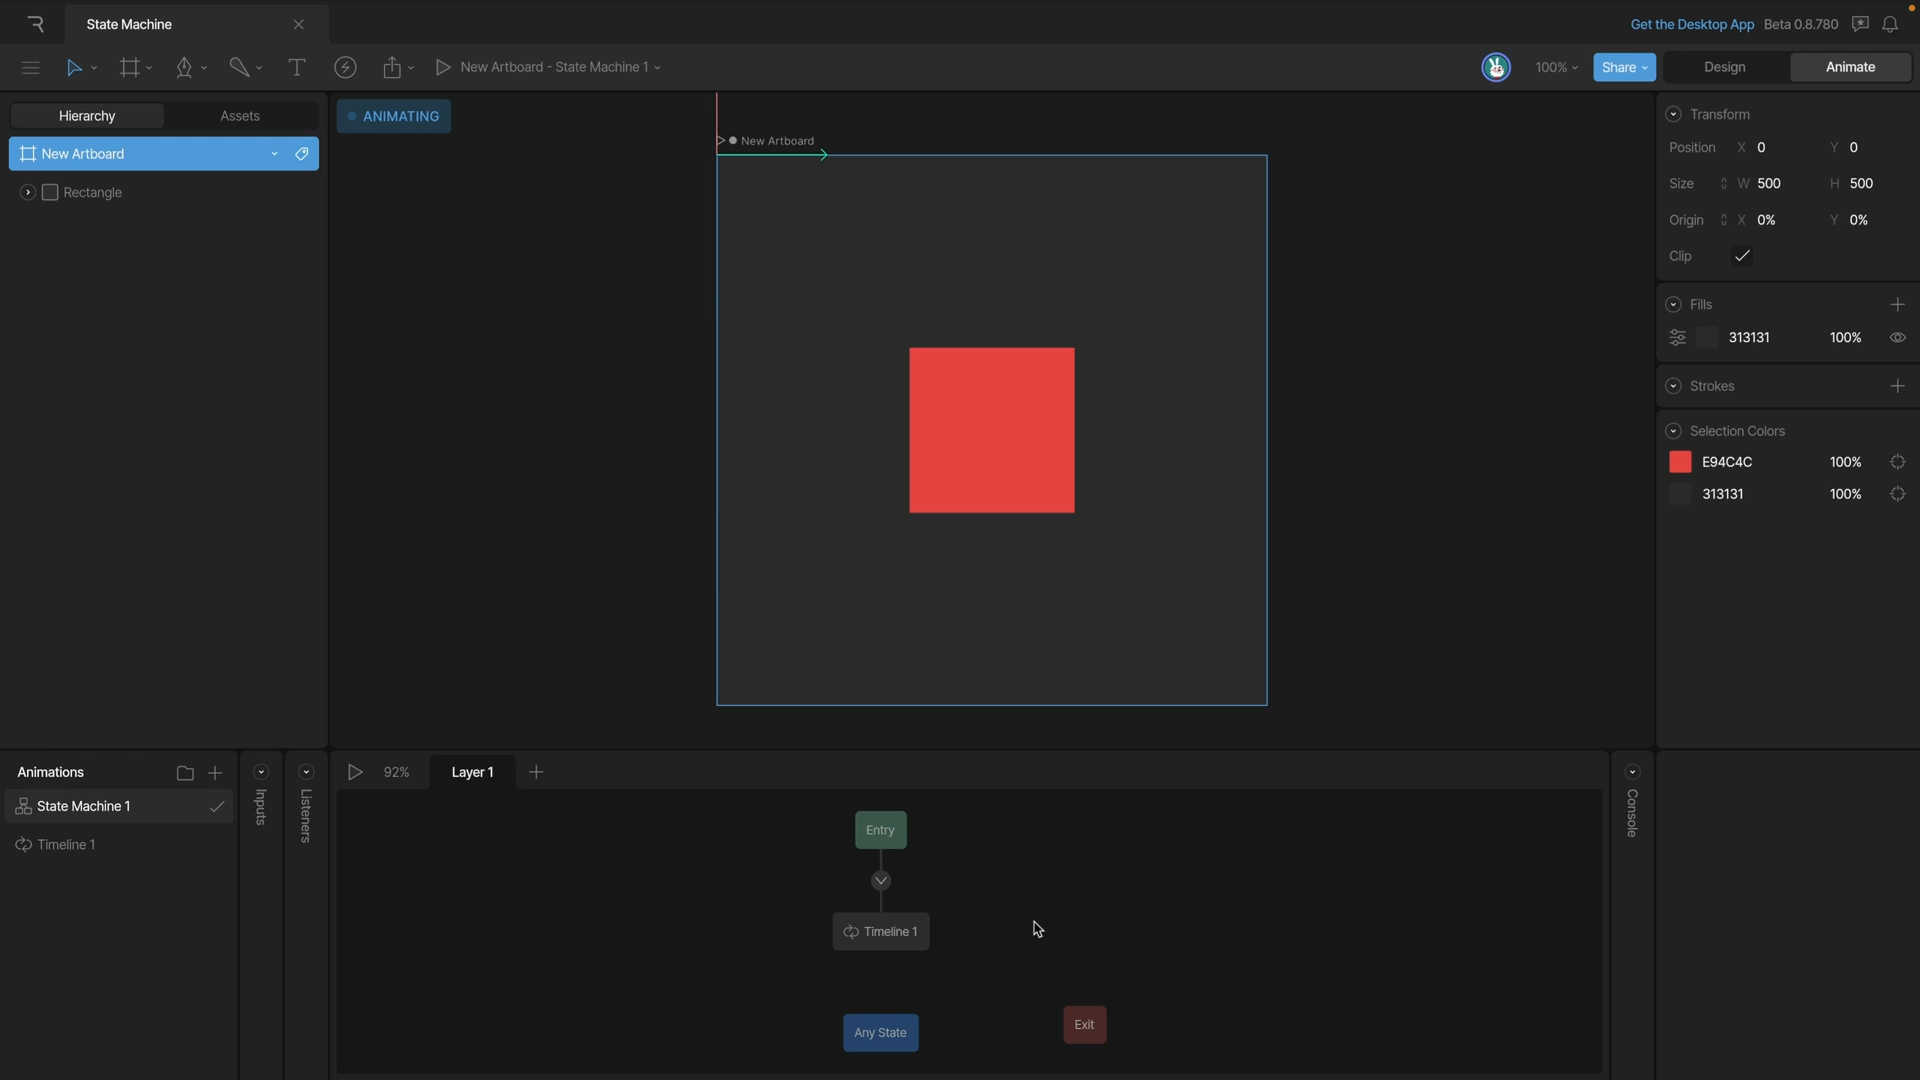 State Machine
Get the Desktop App Beta 0.8.780
New Artboard - State Machine 1
100%
Share
Design
Animate
Hierarchy
Assets
ANIMATING
New Artboard
Rectangle
New Artboard
Transform
Position X 0 Y 0
Size W 500 H 500
Origin X 0% Y 0%
Clip
Fills
313131 100%
Strokes
Selection Colors
E94C4C 100%
313131 100%
Animations
State Machine 1
Timeline 1
Inputs
Listeners
92%
Layer 1
Entry
Timeline 1
Any State
Exit
Console